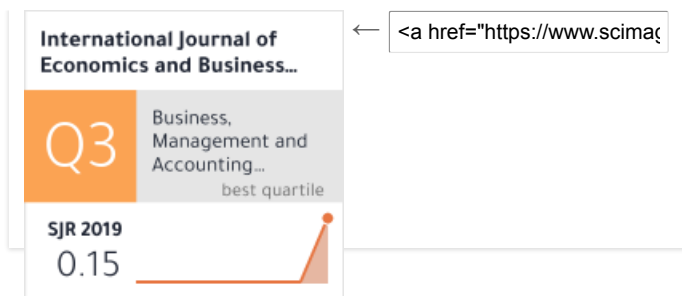 International Journal of
Economics and Business...
← <a href="https://www.scimag
Q3
Business,
Management and
Accounting...
best quartile
SJR 2019
0.15